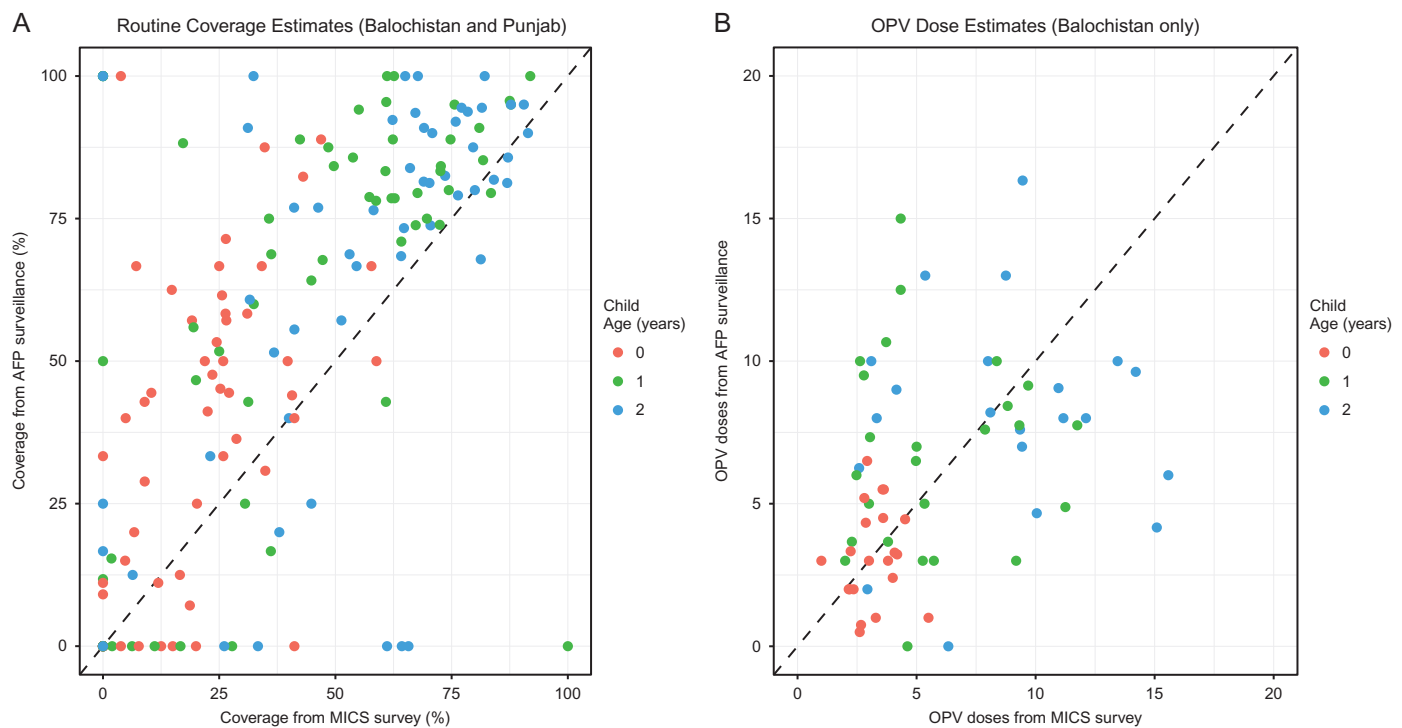 A
Routine Coverage Estimates (Balochistan and Punjab)
Coverage from AFP surveillance (%)
100
75
50
25
0
0
25
50
75
100
Coverage from MICS survey (%)
Child
Age (years)
0
1
2
B
OPV Dose Estimates (Balochistan only)
OPV doses from AFP surveillance
20
15
10
5
0
0
5
10
15
20
OPV doses from MICS survey
Child
Age (years)
0
1
2